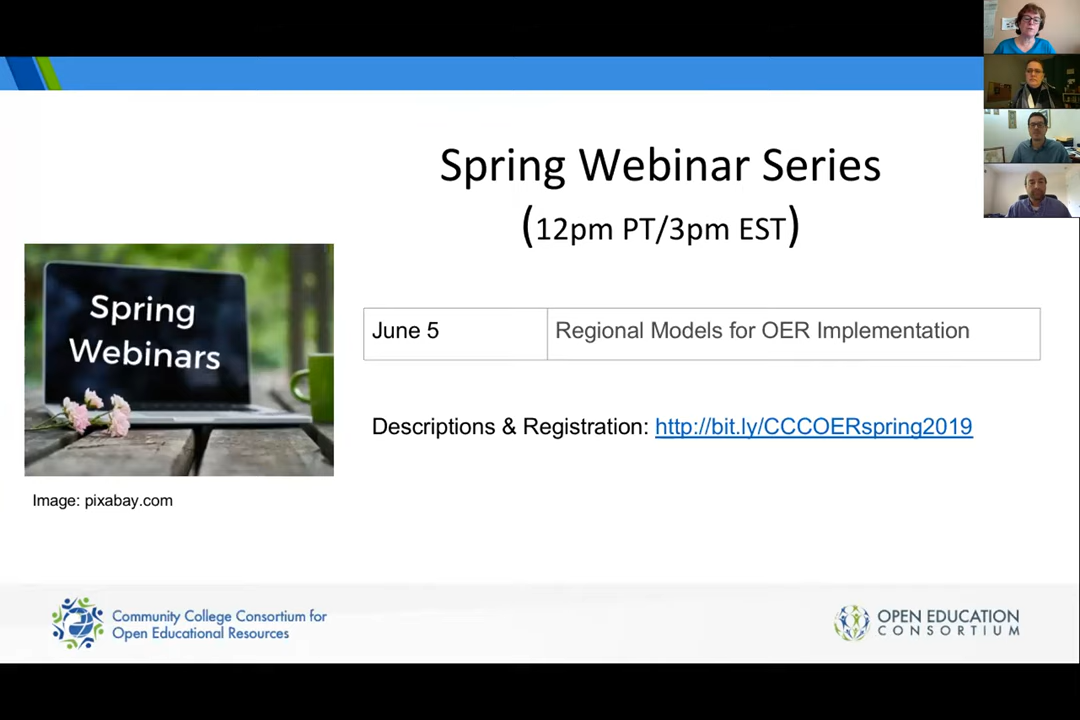 Spring Webinar Series
(12pm PT/3pm EST)
Spring
Webinars
June 5
Regional Models for OER Implementation
Descriptions & Registration: http://bit.ly/CCCOERspring2019
Image: pixabay.com
Community College Consortium for
Open Educational Resources
OPEN EDUCATION
CONSORTIUM